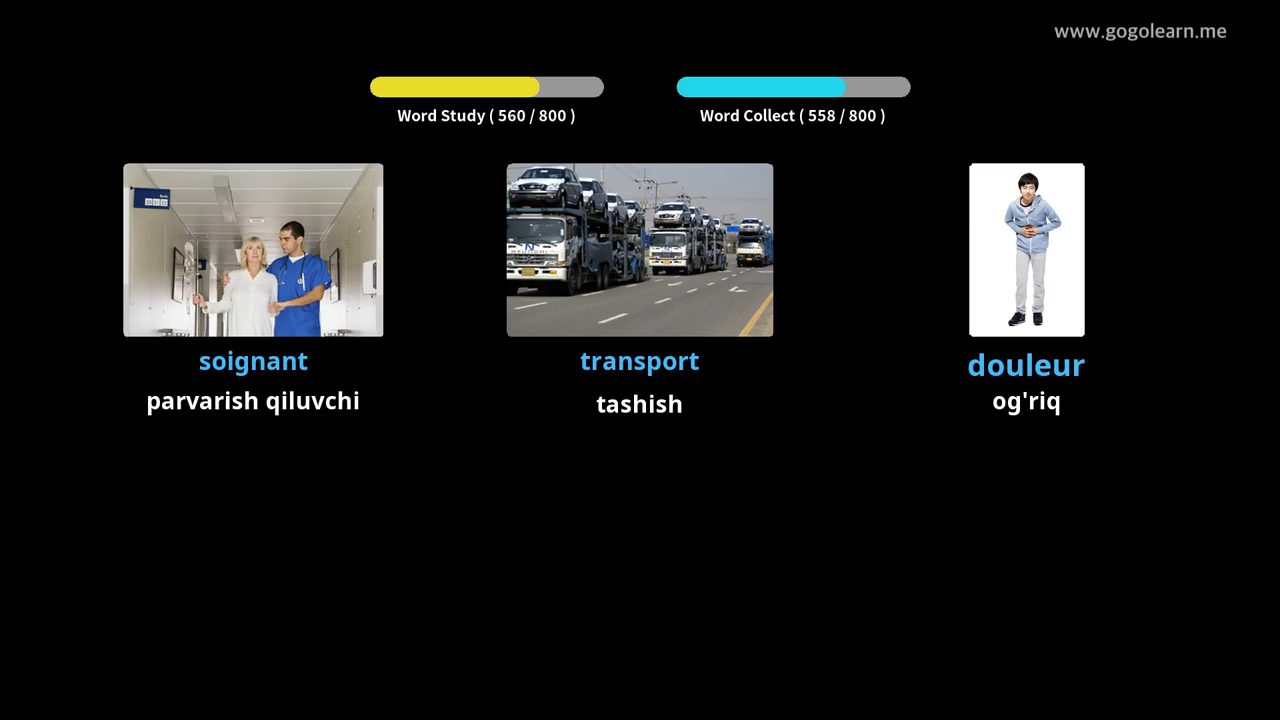 www.gogolearn.me
Word Study ( 560 / 800 )
Word Collect ( 558 / 800 )
soignant
parvarish qiluvchi
transport
tashish
douleur
og'riq